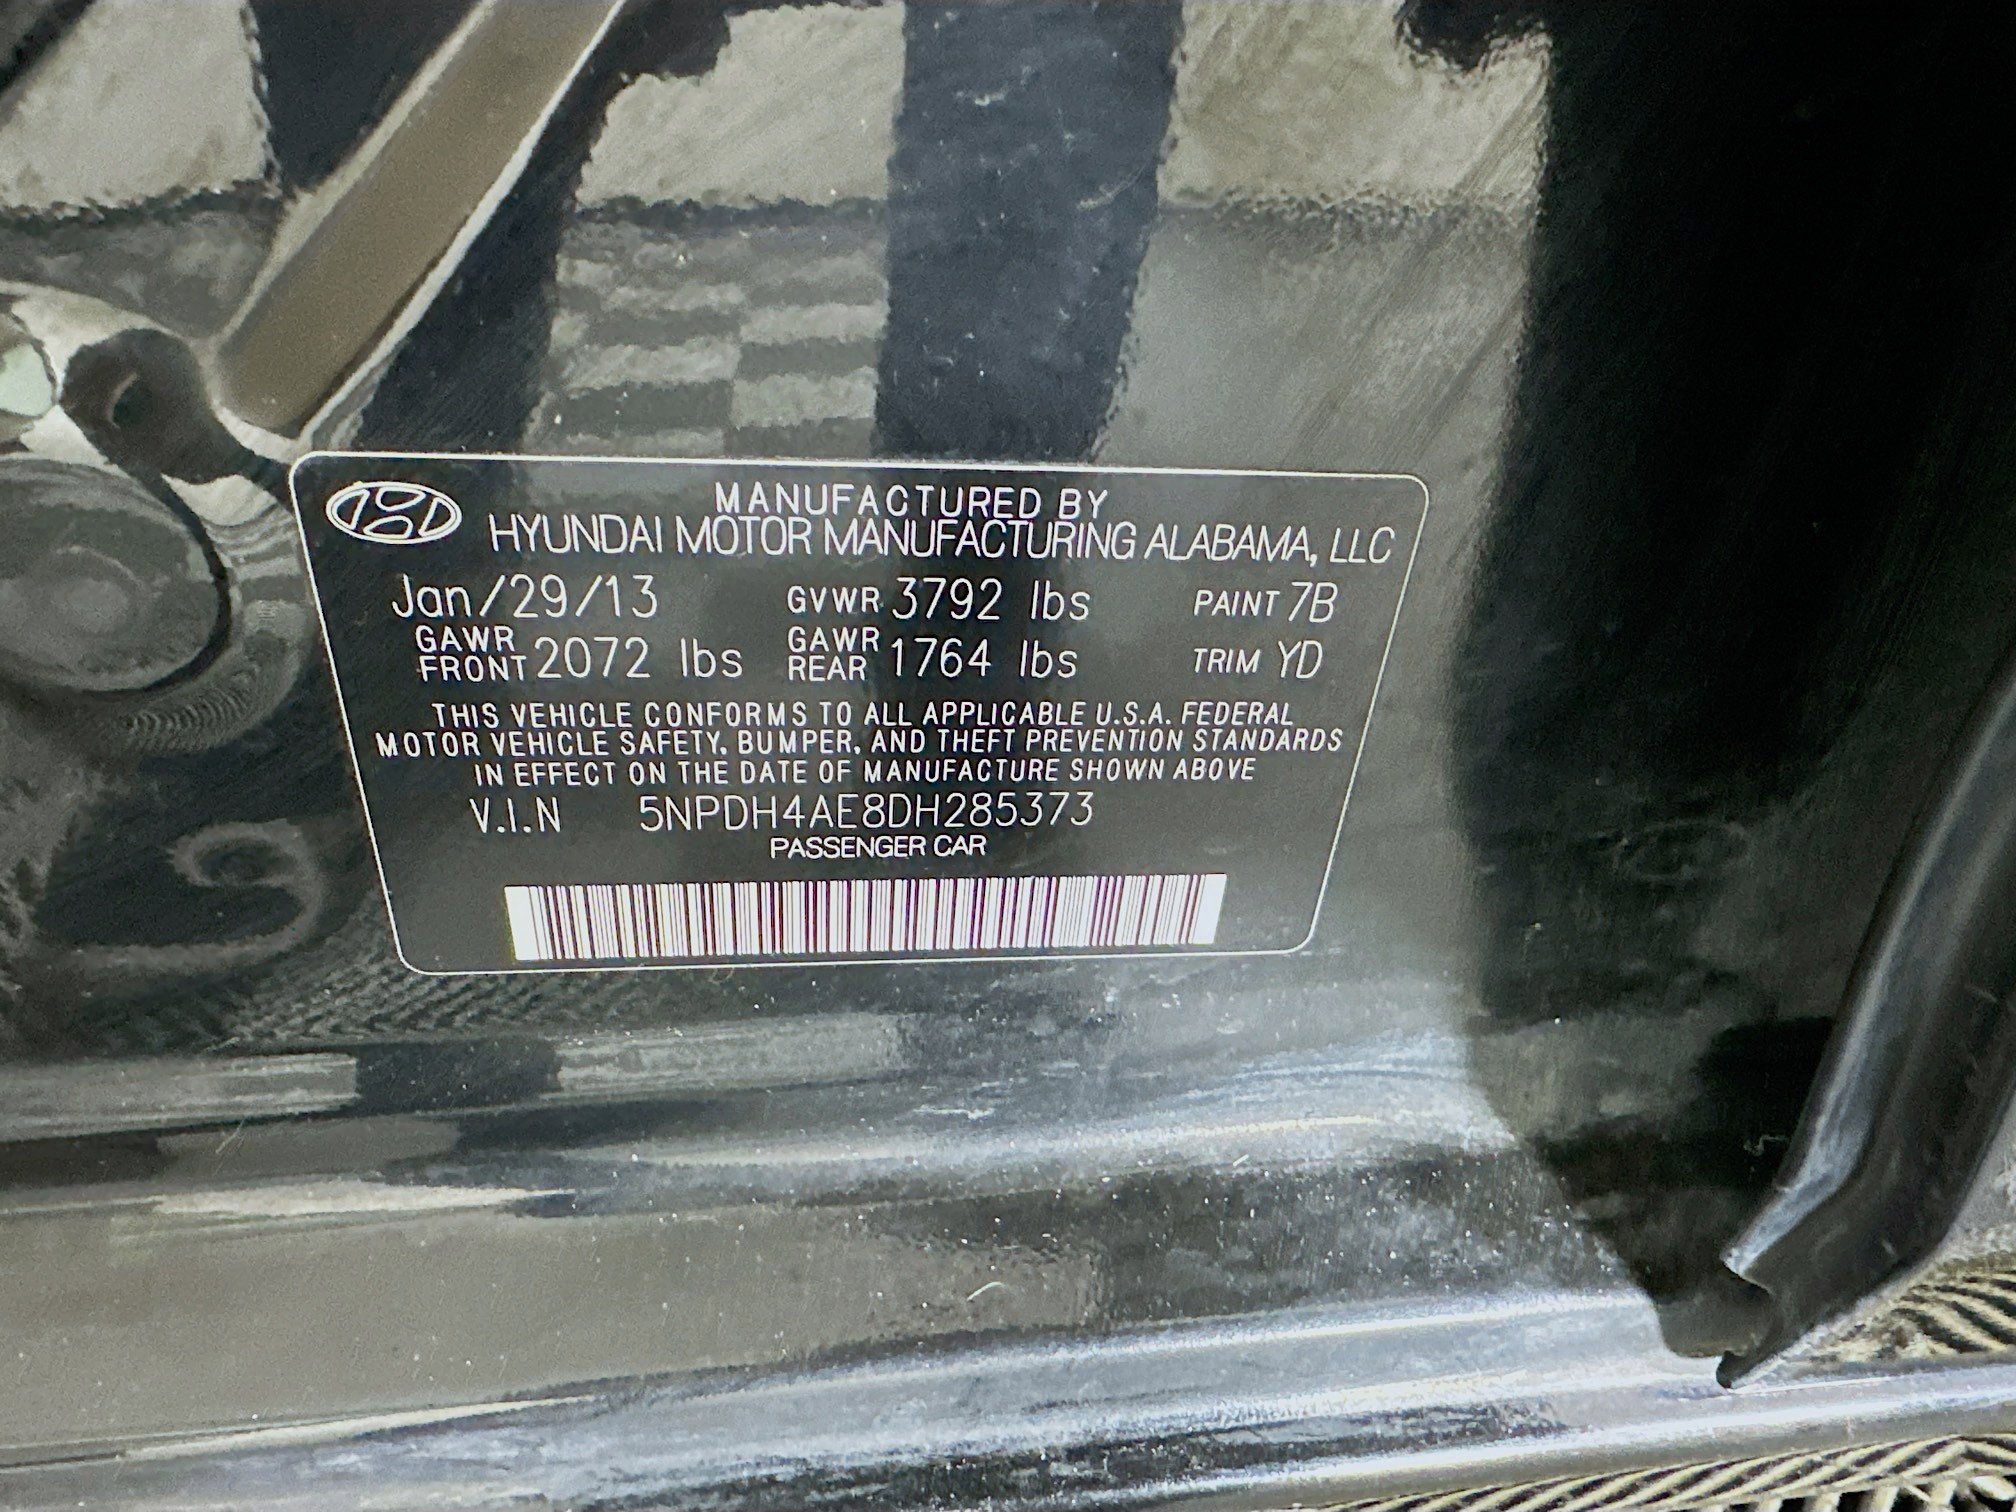 MANUFACTURED BY
HYUNDAI MOTOR MANUFACTURING ALABAMA, LLC
Jan/29/13 GVWR 3792 lbs PAINT 7B
GAWR FRONT 2072 lbs GAWR REAR 1764 lbs TRIM YD
THIS VEHICLE CONFORMS TO ALL APPLICABLE U.S.A. FEDERAL
MOTOR VEHICLE SAFETY, BUMPER, AND THEFT PREVENTION STANDARDS
IN EFFECT ON THE DATE OF MANUFACTURE SHOWN ABOVE
V.I.N 5NPDH4AE8DH285373
PASSENGER CAR